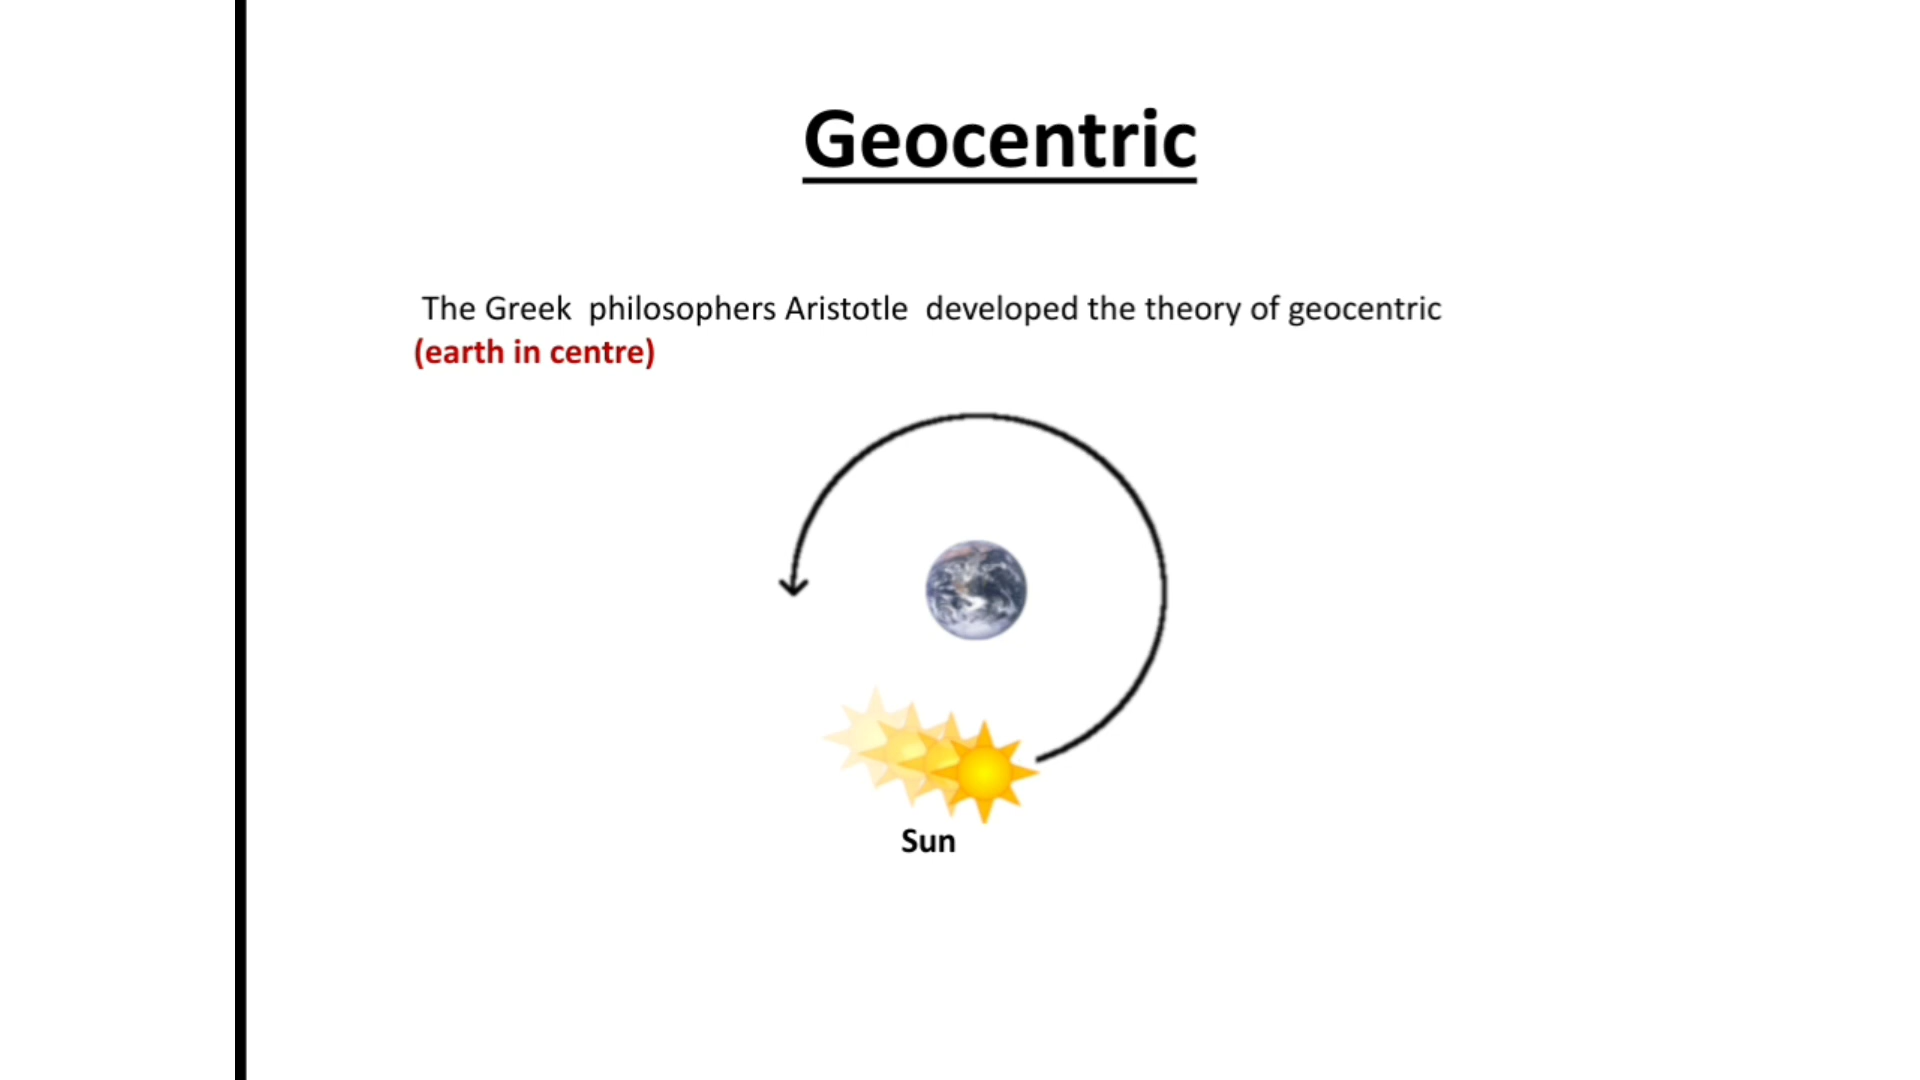 Geocentric
The Greek  philosophers Aristotle  developed the theory of geocentric
(earth in centre)
Sun